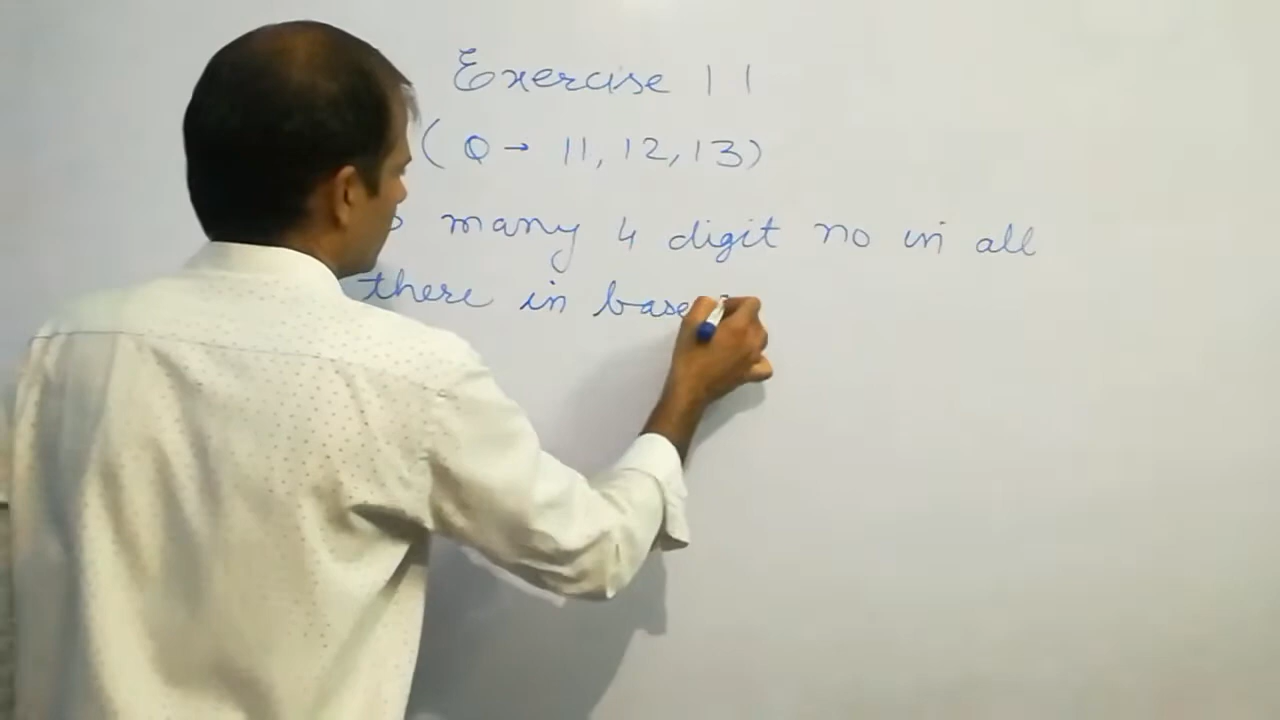 Exercise 11
(Q → 11, 12, 13)
many 4 digit no in all
there in base